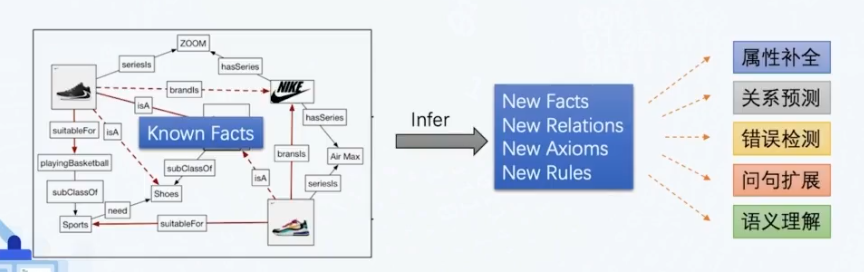 ZOOM
seriesIs
hasSeries
brandIs
NIKE
isA
hasSeries
suitableFor
isA
Known Facts
New Facts
New Relations
New Axioms
New Rules
Infer
playingBasketball
subClassOf
bransIs
Air Max
subClassOf
isA
seriesIs
Shoes
need
Sports
suitableFor
属性补全
关系预测
错误检测
问句扩展
语义理解